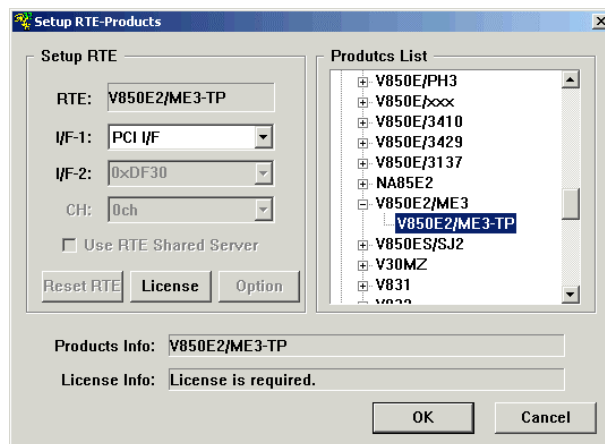 Setup RTE-Products
Setup RTE
RTE: V850E2/ME3-TP
I/F-1: PCI I/F
I/F-2: 0xDF30
CH: 0ch
Use RTE Shared Server
Reset RTE License Option
Produtcs List
V850E/PH3
V850E/xxx
V850E/3410
V850E/3429
V850E/3137
NA85E2
V850E2/ME3
V850E2/ME3-TP
V850ES/SJ2
V30MZ
V831
V832
Products Info: V850E2/ME3-TP
License Info: License is required.
OK Cancel